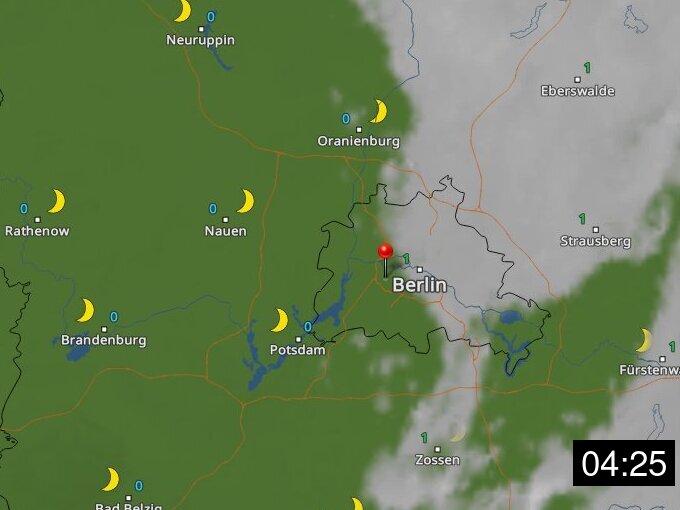 0
Neuruppin
1
Eberswalde
0
Oranienburg
0
Rathenow
0
Nauen
1
Strausberg
1
Berlin
0
Brandenburg
0
Potsdam
1
Fürstenwa
1
Zossen
04:25
0
Bad Belzig